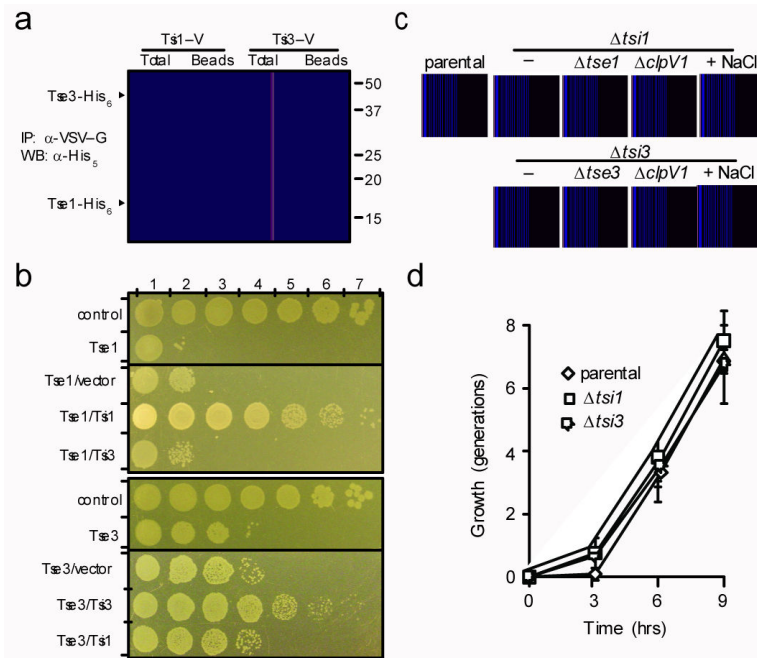 a
Tsi1–V Tsi3–V
Total Beads Total Beads
Tse3-His6
IP: α-VSV–G
WB: α-His5
Tse1-His6
50
37
25
20
15
c
Δtsi1
parental – Δtse1 ΔclpV1 + NaCl
Δtsi3
– Δtse3 ΔclpV1 + NaCl
b
1 2 3 4 5 6 7
control
Tse1
Tse1/vector
Tse1/Tsi1
Tse1/Tsi3
control
Tse3
Tse3/vector
Tse3/Tsi3
Tse3/Tsi1
d
Growth (generations)
8
6
4
2
0
parental
Δtsi1
Δtsi3
0 3 6 9
Time (hrs)